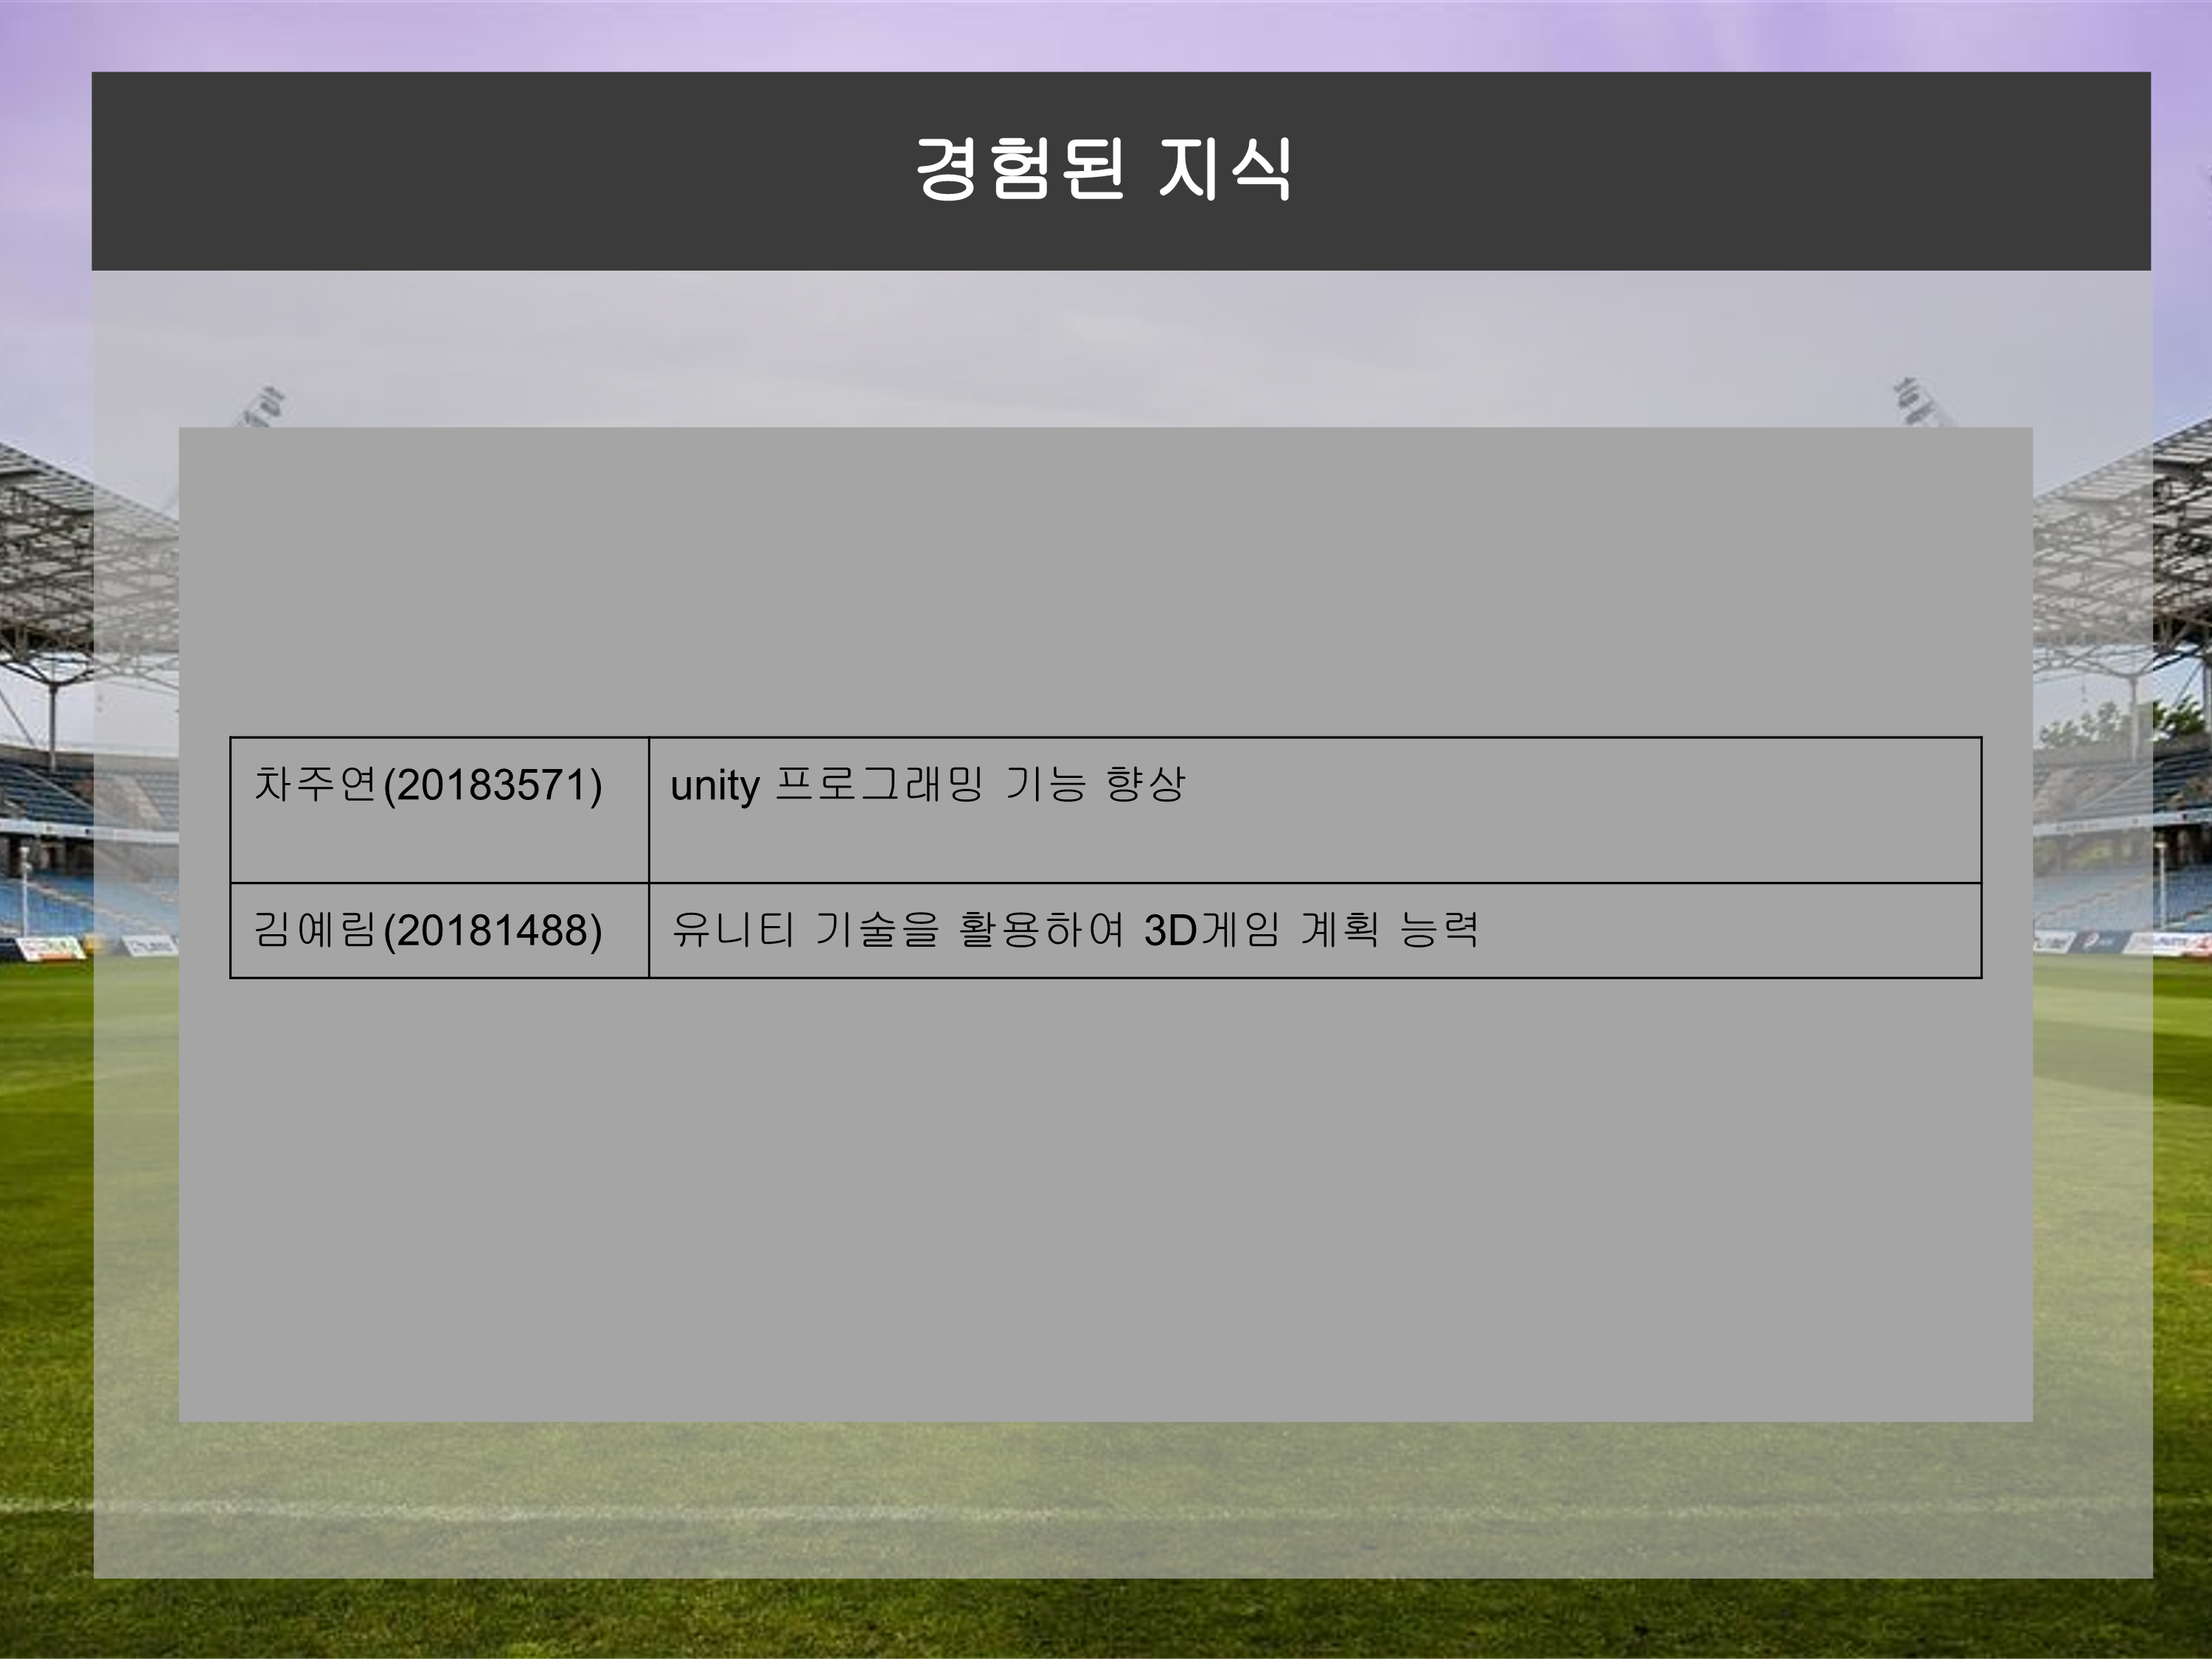 경험된 지식
차주연(20183571) unity 프로그래밍 기능 향상
김예림(20181488) 유니티 기술을 활용하여 3D게임 계획 능력